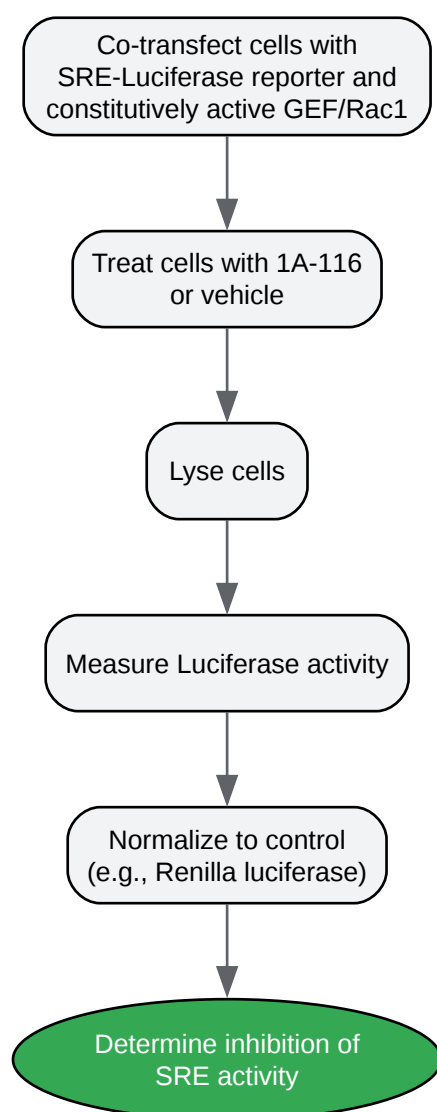 Co-transfect cells with
SRE-Luciferase reporter and
constitutively active GEF/Rac1
Treat cells with 1A-116
or vehicle
Lyse cells
Measure Luciferase activity
Normalize to control
(e.g., Renilla luciferase)
Determine inhibition of
SRE activity